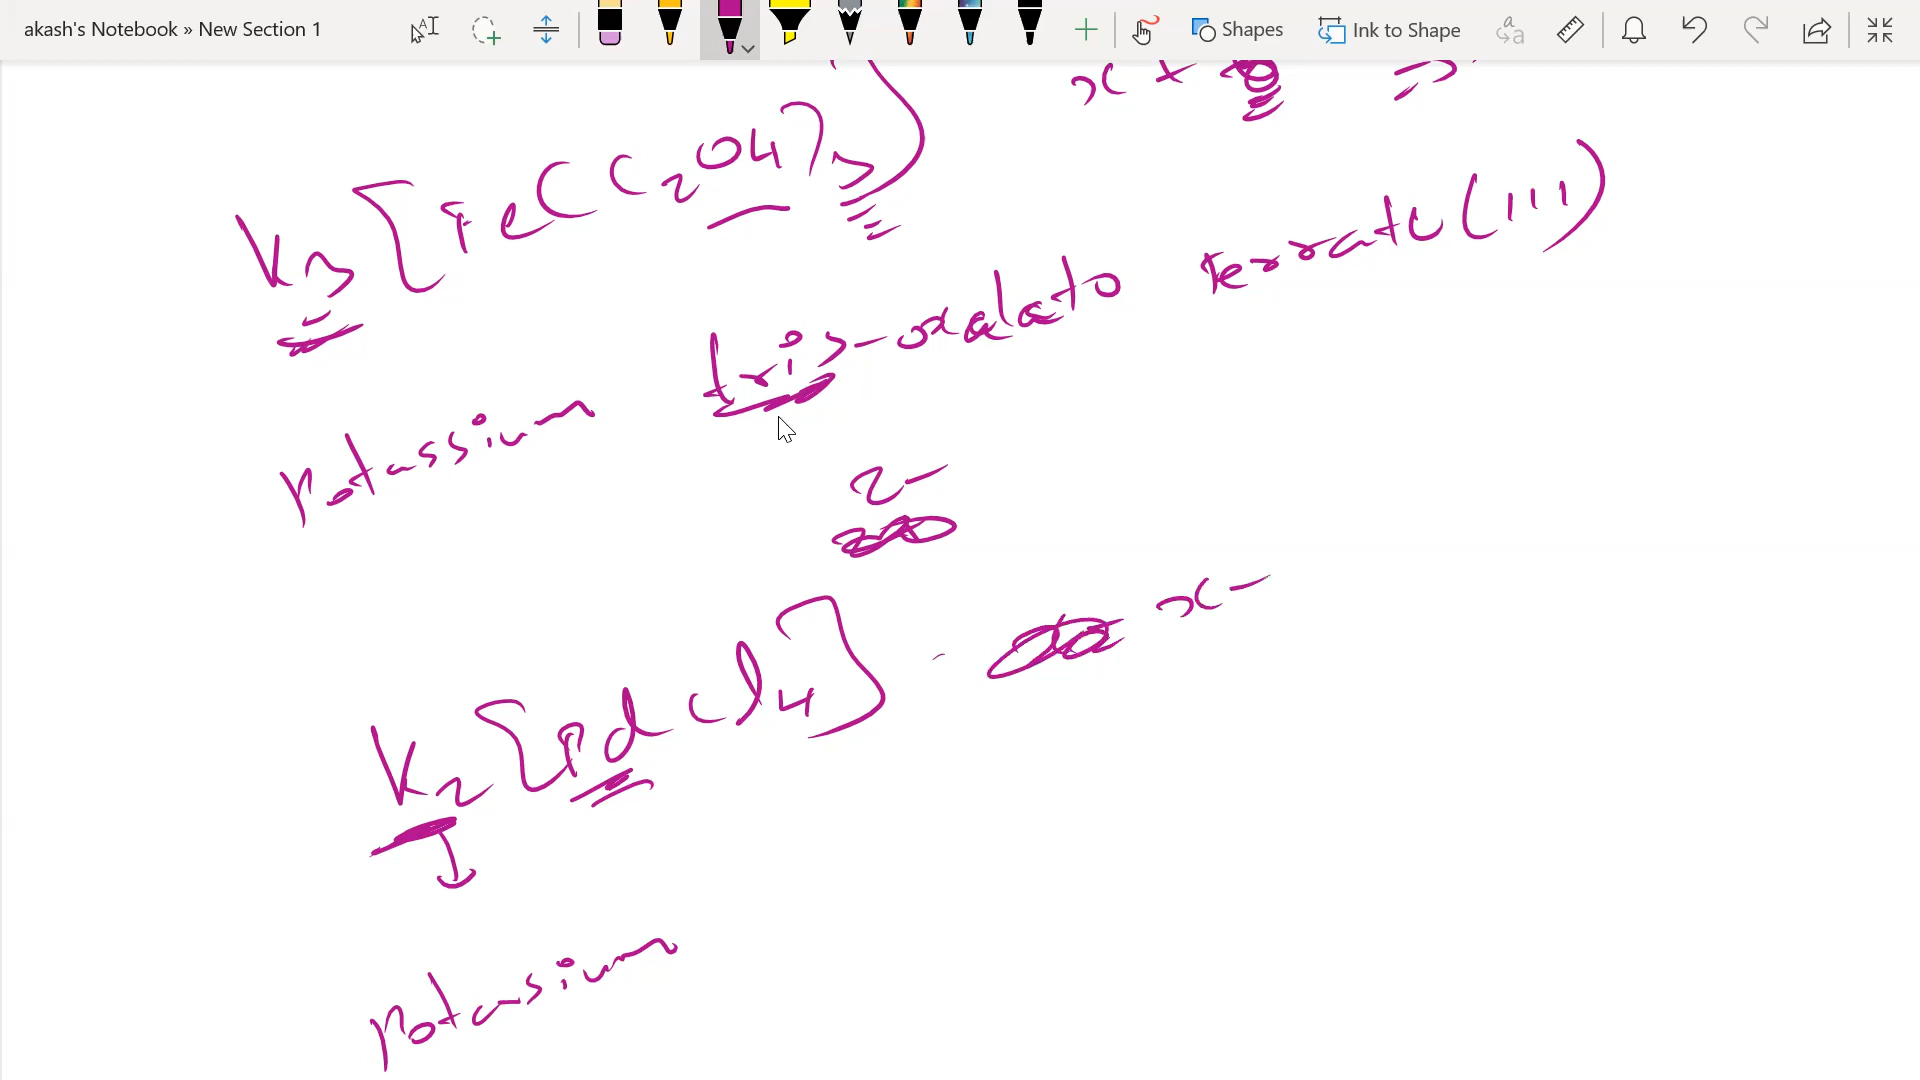 akash's Notebook » New Section 1
Shapes
Ink to Shape
x +
K3[Fe(C2O4)3]
Potassium tris-oxalato ferrate(III)
2-
K2[PdCl4] x-
Potassium